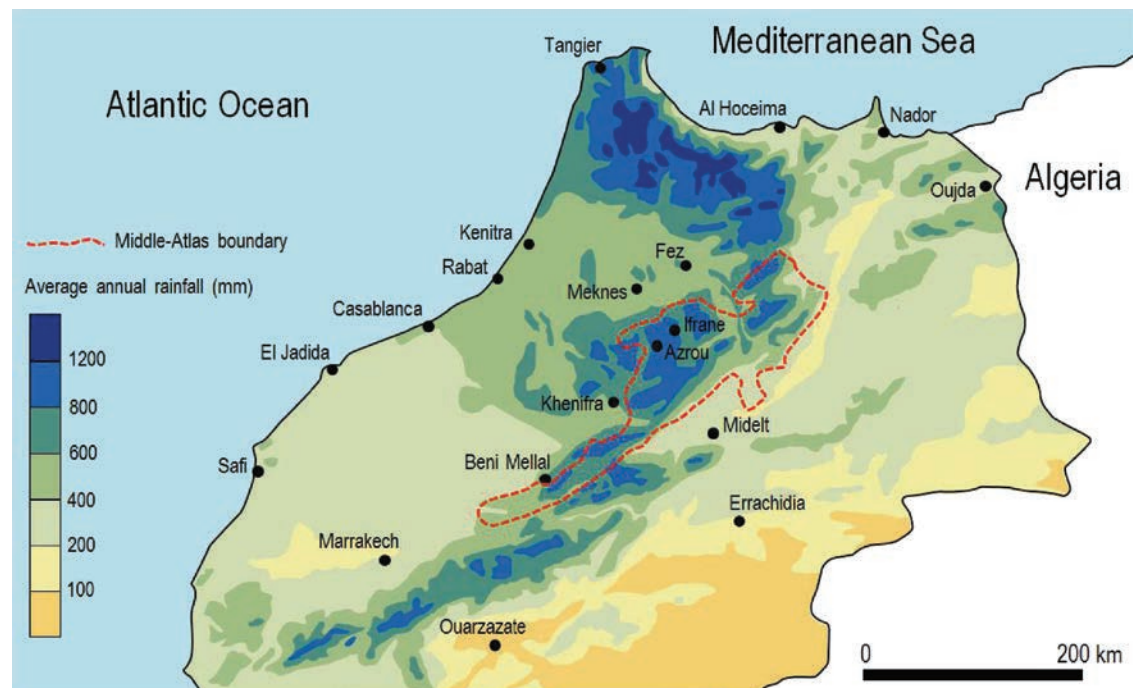 Mediterranean Sea
Tangier
Atlantic Ocean
Al Hoceima
Nador
Algeria
Oujda
Kenitra
Middle-Atlas boundary
Fez
Rabat
Average annual rainfall (mm)
Meknes
Casablanca
Ifrane
1200
El Jadida
Azrou
800
Khenifra
600
Midelt
Beni Mellal
Safi
400
Errachidia
200
Marrakech
100
Ouarzazate
0 200 km